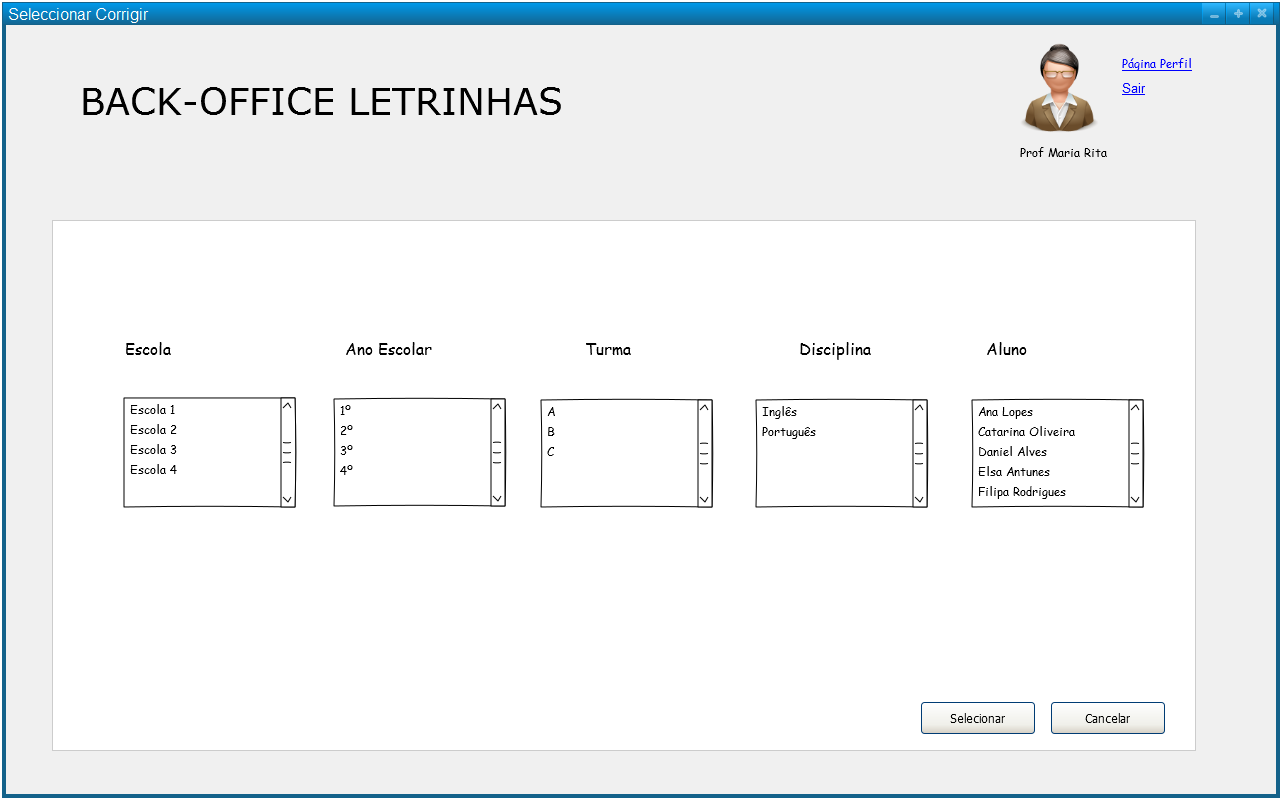 Seleccionar Corrigir
BACK-OFFICE LETRINHAS
Página Perfil
Sair
Prof Maria Rita
Escola
Ano Escolar
Turma
Disciplina
Aluno
Escola 1
Escola 2
Escola 3
Escola 4
1º
2º
3º
4º
A
B
C
Inglês
Português
Ana Lopes
Catarina Oliveira
Daniel Alves
Elsa Antunes
Filipa Rodrigues
Selecionar
Cancelar